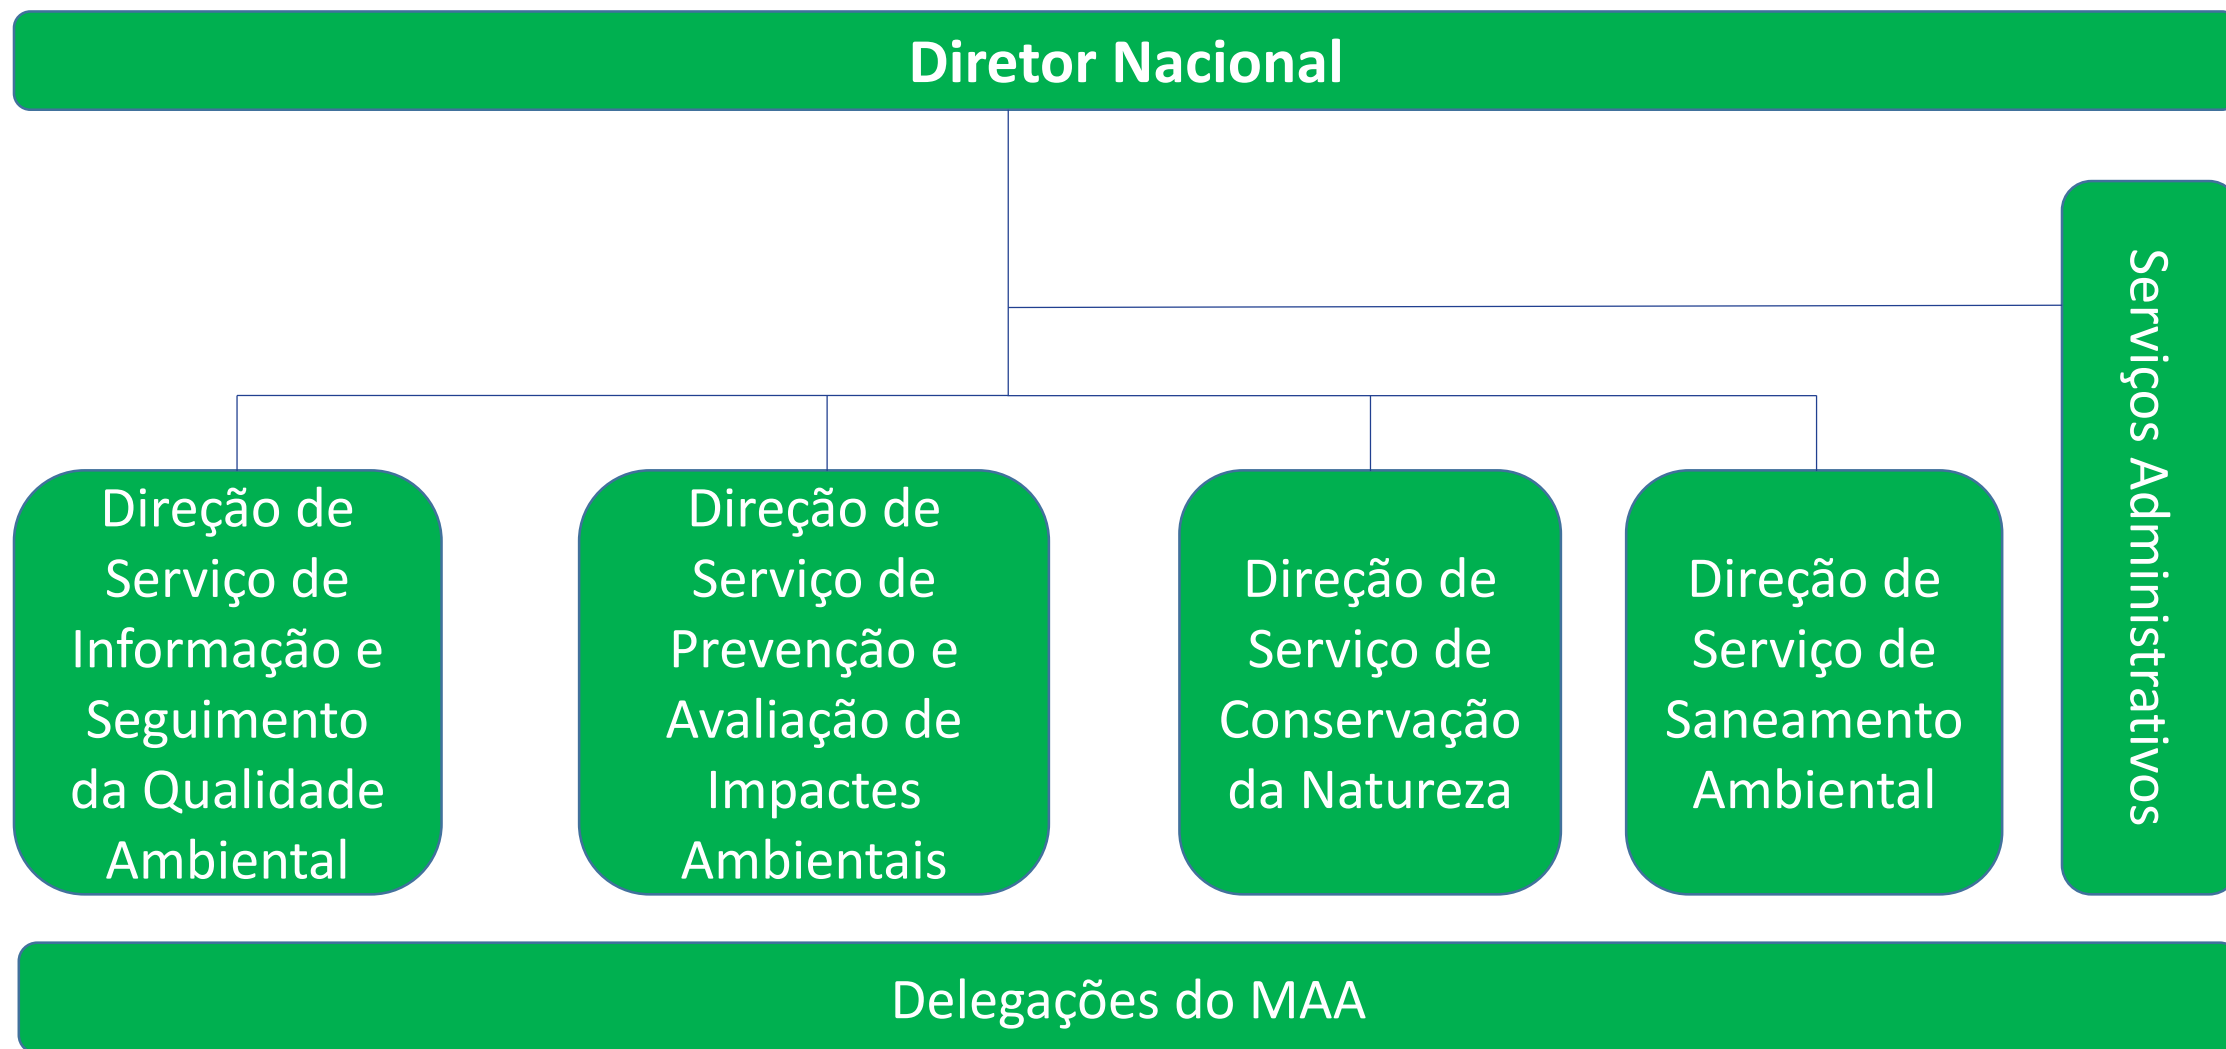 Diretor Nacional
Serviços Administrativos
Direção de
Serviço de
Informação e
Seguimento
da Qualidade
Ambiental
Direção de
Serviço de
Prevenção e
Avaliação de
Impactes
Ambientais
Direção de
Serviço de
Conservação
da Natureza
Direção de
Serviço de
Saneamento
Ambiental
Delegações do MAA